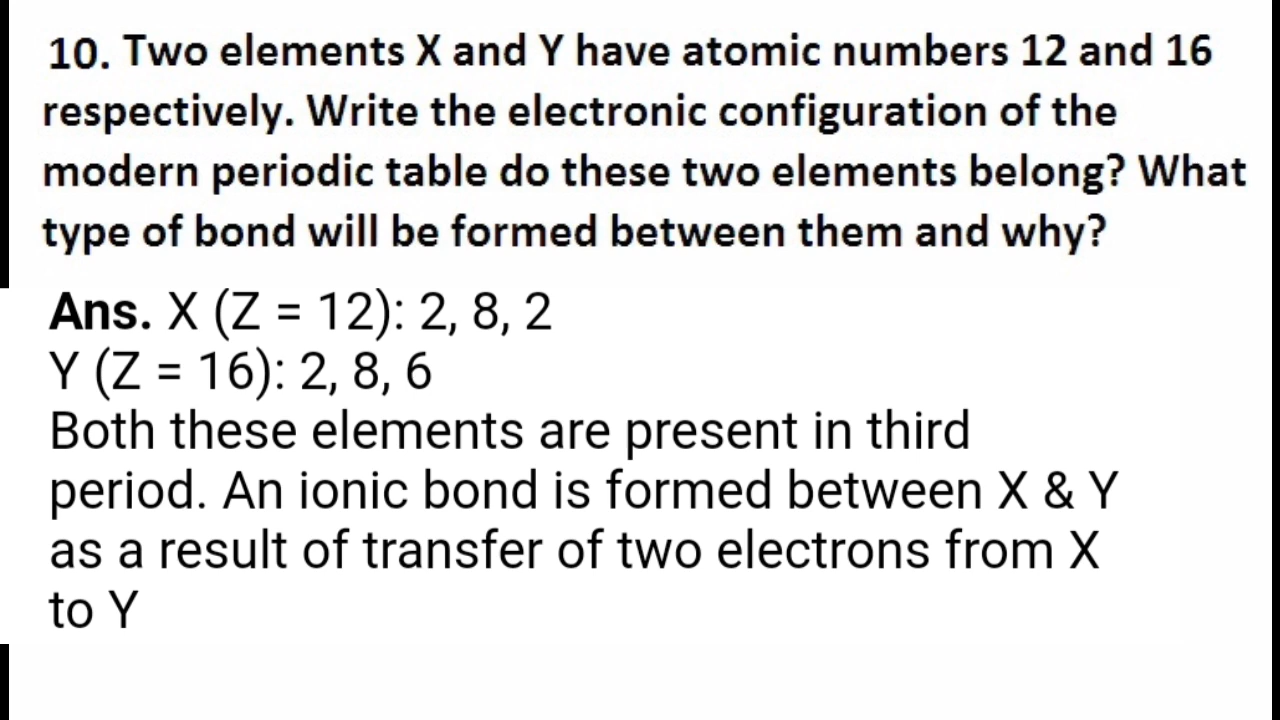 10. Two elements X and Y have atomic numbers 12 and 16
respectively. Write the electronic configuration of the
modern periodic table do these two elements belong? What
type of bond will be formed between them and why?
Ans. X (Z = 12): 2, 8, 2
Y (Z = 16): 2, 8, 6
Both these elements are present in third
period. An ionic bond is formed between X & Y
as a result of transfer of two electrons from X
to Y